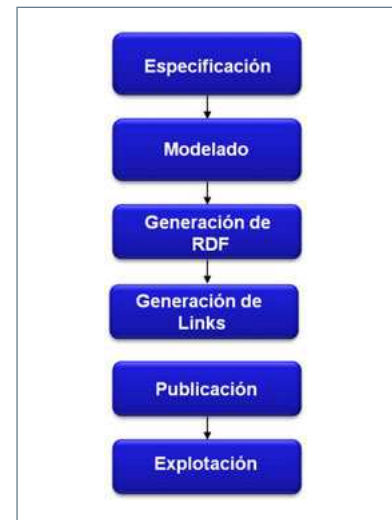 Especificación
Modelado
Generación de
RDF
Generación de
Links
Publicación
Explotación